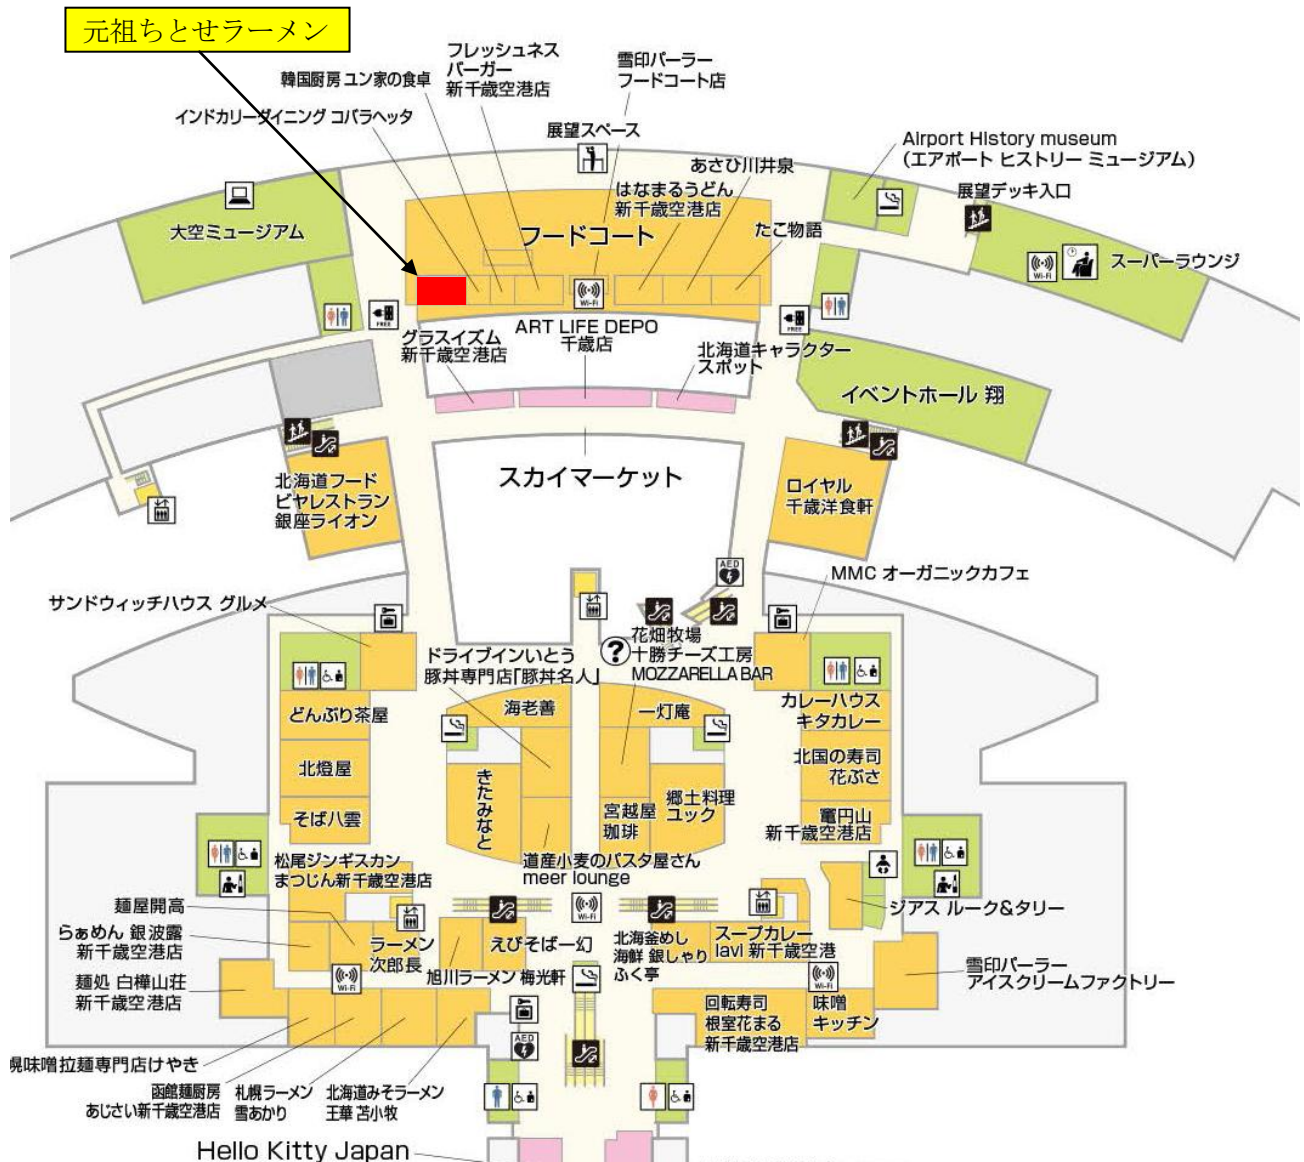 元祖ちとせラーメン
フレッシュネス
バーガー
新千歳空港店
雪印パーラー
フードコート店
韓国厨房 ユン家の食卓
インドカリーダイニング コバラヘッタ
展望スペース
Airport History museum
(エアポート ヒストリー ミュージアム)
あさひ川井泉
はなまるうどん
新千歳空港店
展望デッキ入口
大空ミュージアム
フードコート
たこ物語
Wi-Fi
スーパーラウンジ
Wi-Fi
FREE
FREE
グラスイズム
新千歳空港店
ART LIFE DEPO
千歳店
北海道キャラクター
スポット
イベントホール 翔
スカイマーケット
北海道フード
ビヤレストラン
銀座ライオン
ロイヤル
千歳洋食軒
AED
MMC オーガニックカフェ
サンドウィッチハウス グルメ
ドライブインいとう
豚丼専門店「豚丼名人」
?
花畑牧場
十勝チーズ工房
MOZZARELLA BAR
どんぶり茶屋
海老善
一灯庵
カレーハウス
キタカレー
北燈屋
北国の寿司
花ぶさ
きたみなと
宮越屋
珈琲
郷土料理
ユック
そば八雲
竈円山
新千歳空港店
松尾ジンギスカン
まつじん新千歳空港店
道産小麦のパスタ屋さん
meer lounge
麺屋開高
Wi-Fi
ジアス ルーク&タリー
らぁめん 銀波露
新千歳空港店
ラーメン
次郎長
旭川ラーメン 梅光軒
えびそば一幻
北海釜めし
海鮮 銀しゃり
ふく亭
スープカレー
lavi 新千歳空港
麺処 白樺山荘
新千歳空港店
Wi-Fi
Wi-Fi
雪印パーラー
アイスクリームファクトリー
回転寿司
根室花まる
新千歳空港店
味噌
キッチン
AED
幌味噌拉麺専門店けやき
函館麺厨房
あじさい新千歳空港店
札幌ラーメン
雪あかり
北海道みそラーメン
王華 苫小牧
Hello Kitty Japan